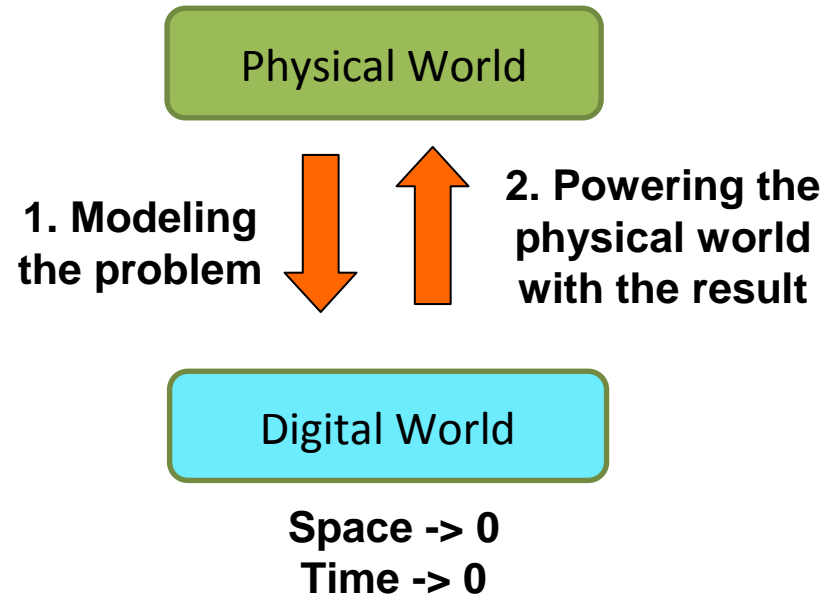 Physical World
1. Modeling
the problem
2. Powering the
physical world
with the result
Digital World
Space -> 0
Time -> 0